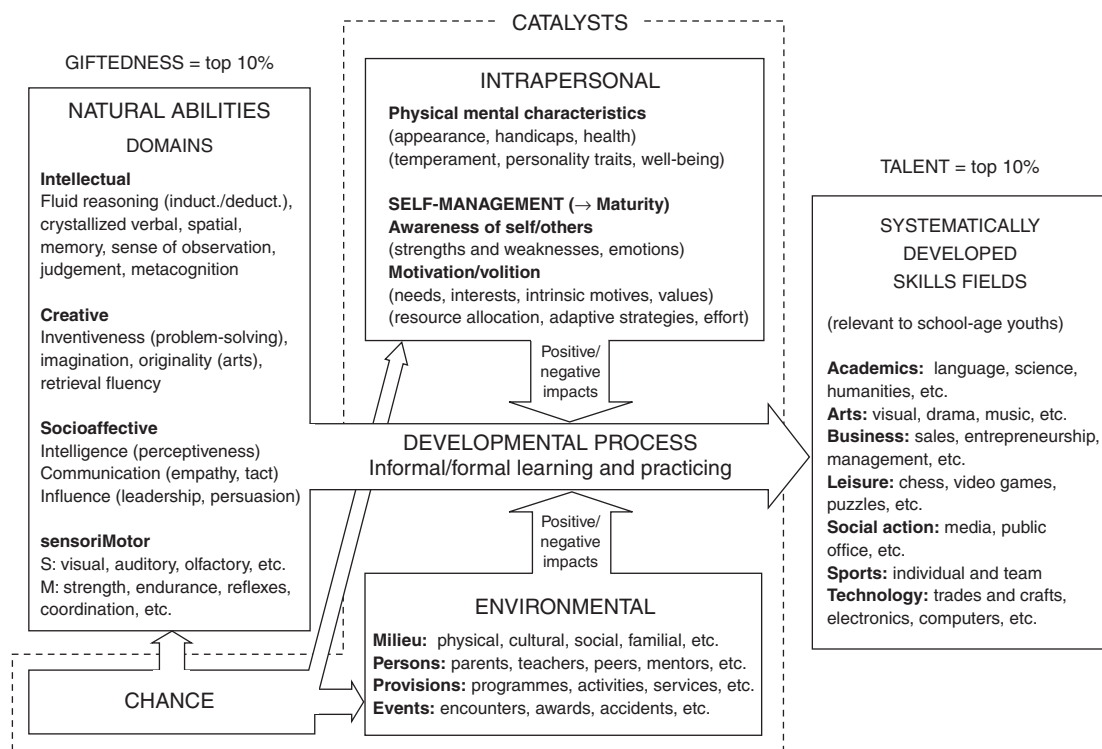 CATALYSTS
GIFTEDNESS = top 10%
NATURAL ABILITIES
DOMAINS
Intellectual
Fluid reasoning (induct./deduct.),
crystallized verbal, spatial,
memory, sense of observation,
judgement, metacognition
Creative
Inventiveness (problem-solving),
imagination, originality (arts),
retrieval fluency
Socioaffective
Intelligence (perceptiveness)
Communication (empathy, tact)
Influence (leadership, persuasion)
sensoriMotor
S: visual, auditory, olfactory, etc.
M: strength, endurance, reflexes,
coordination, etc.
CHANCE
INTRAPERSONAL
Physical mental characteristics
(appearance, handicaps, health)
(temperament, personality traits, well-being)
SELF-MANAGEMENT (→ Maturity)
Awareness of self/others
(strengths and weaknesses, emotions)
Motivation/volition
(needs, interests, intrinsic motives, values)
(resource allocation, adaptive strategies, effort)
Positive/
negative
impacts
DEVELOPMENTAL PROCESS
Informal/formal learning and practicing
Positive/
negative
impacts
ENVIRONMENTAL
Milieu: physical, cultural, social, familial, etc.
Persons: parents, teachers, peers, mentors, etc.
Provisions: programmes, activities, services, etc.
Events: encounters, awards, accidents, etc.
TALENT = top 10%
SYSTEMATICALLY
DEVELOPED
SKILLS FIELDS
(relevant to school-age youths)
Academics: language, science,
humanities, etc.
Arts: visual, drama, music, etc.
Business: sales, entrepreneurship,
management, etc.
Leisure: chess, video games,
puzzles, etc.
Social action: media, public
office, etc.
Sports: individual and team
Technology: trades and crafts,
electronics, computers, etc.